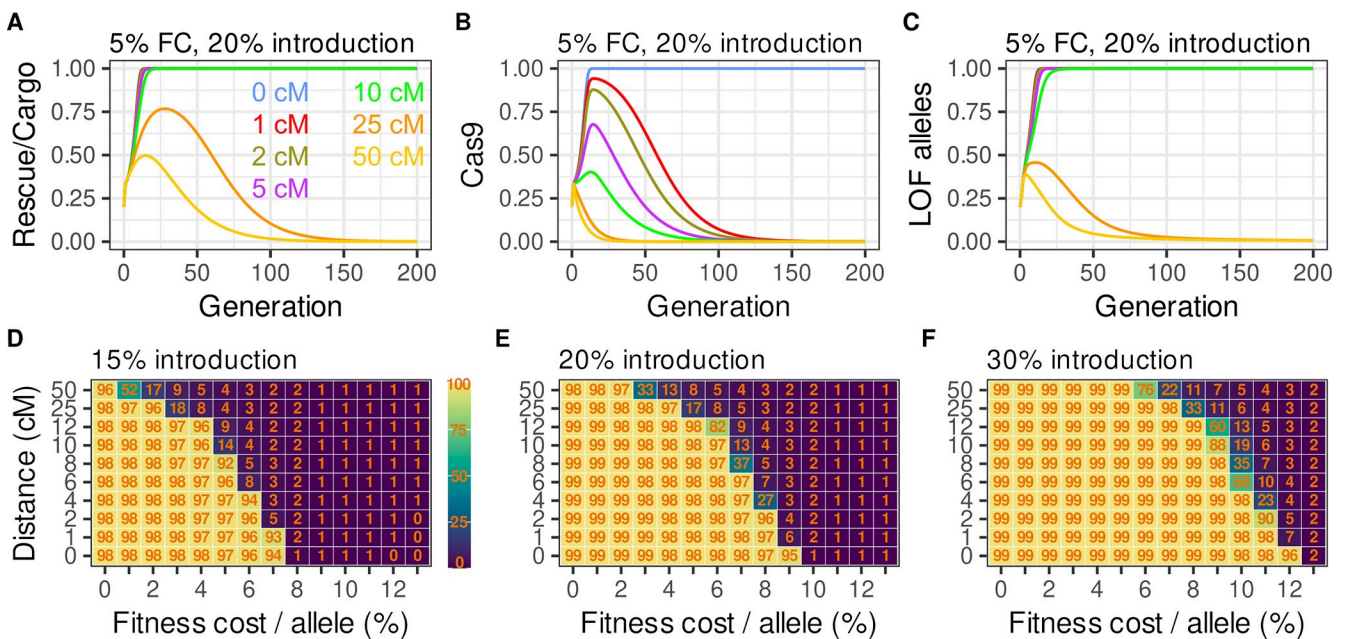 A
5% FC, 20% introduction
Rescue/Cargo
1.00
0.75
0.50
0.25
0.00
0 cM
1 cM
2 cM
5 cM
10 cM
25 cM
50 cM
0 50 100 150 200
Generation
B
5% FC, 20% introduction
Cas9
1.00
0.75
0.50
0.25
0.00
0 50 100 150 200
Generation
C
5% FC, 20% introduction
LOF alleles
1.00
0.75
0.50
0.25
0.00
0 50 100 150 200
Generation
D
15% introduction
Distance (cM)
50 96 52 17 9 5 4 3 2 2 1 1 1 1 1
25 98 97 96 18 8 4 3 2 2 1 1 1 1 1
12 98 98 98 97 96 9 4 2 2 1 1 1 1 1
10 98 98 98 97 96 14 4 2 2 1 1 1 1 1
8 98 98 98 97 97 92 5 3 2 1 1 1 1 1
6 98 98 98 98 97 96 8 3 2 1 1 1 1 1
4 98 98 98 98 97 97 94 3 2 1 1 1 1 1
2 98 98 98 98 97 97 96 5 2 1 1 1 1 0
1 98 98 98 98 98 97 96 93 2 1 1 1 1 0
0 98 98 98 98 98 97 96 94 1 1 1 1 0 0
0 2 4 6 8 10 12
Fitness cost / allele (%)
100
75
50
25
0
E
20% introduction
50 98 98 97 33 13 8 5 4 3 2 2 1 1 1
25 99 98 98 98 97 17 8 5 3 2 2 1 1 1
12 99 99 98 98 98 98 82 9 4 3 2 1 1 1
10 99 99 98 98 98 98 97 13 4 3 2 1 1 1
8 99 99 99 98 98 98 97 37 5 3 2 1 1 1
6 99 99 99 98 98 98 98 97 7 3 2 1 1 1
4 99 99 99 98 98 98 98 97 27 3 2 1 1 1
2 99 99 99 99 98 98 98 97 96 4 2 1 1 1
1 99 99 99 99 98 98 98 98 97 6 2 1 1 1
0 99 99 99 99 98 98 98 98 97 95 1 1 1 1
0 2 4 6 8 10 12
Fitness cost / allele (%)
F
30% introduction
50 99 99 99 99 99 99 76 22 11 7 5 4 3 2
25 99 99 99 99 99 99 99 98 33 11 6 4 3 2
12 99 99 99 99 99 99 99 99 99 60 13 5 3 2
10 99 99 99 99 99 99 99 99 99 88 19 6 3 2
8 99 99 99 99 99 99 99 99 99 98 35 7 3 2
6 99 99 99 99 99 99 99 99 99 98 66 10 4 2
4 99 99 99 99 99 99 99 99 99 99 98 23 4 2
2 99 99 99 99 99 99 99 99 99 99 98 90 5 2
1 99 99 99 99 99 99 99 99 99 99 98 98 7 2
0 99 99 99 99 99 99 99 99 99 99 98 98 96 2
0 2 4 6 8 10 12
Fitness cost / allele (%)